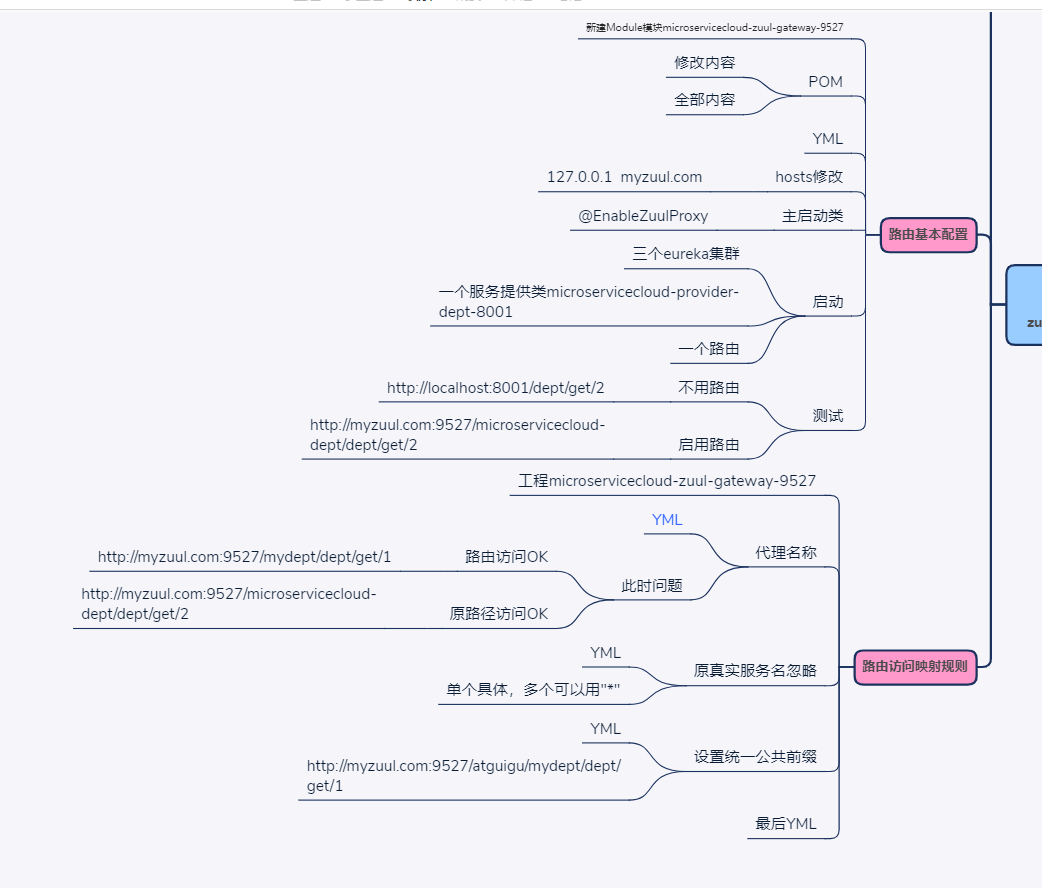 新建Module模块microservicecloud-zuul-gateway-9527
修改内容
POM
全部内容
YML
127.0.0.1 myzuul.com
hosts修改
@EnableZuulProxy
主启动类
路由基本配置
三个eureka集群
一个服务提供类microservicecloud-provider-
dept-8001
启动
一个路由
http://localhost:8001/dept/get/2
不用路由
测试
http://myzuul.com:9527/microservicecloud-
dept/dept/get/2
启用路由
zu
工程microservicecloud-zuul-gateway-9527
YML
代理名称
http://myzuul.com:9527/mydept/dept/get/1
路由访问OK
此时问题
http://myzuul.com:9527/microservicecloud-
dept/dept/get/2
原路径访问OK
YML
原真实服务名忽略
单个具体，多个可以用"*"
路由访问映射规则
YML
设置统一公共前缀
http://myzuul.com:9527/atguigu/mydept/dept/
get/1
最后YML